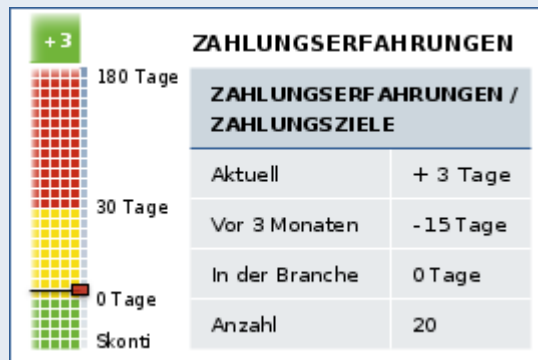 +3
ZAHLUNGSERFAHRUNGEN
180 Tage
30 Tage
0 Tage
Skonti
ZAHLUNGSERFAHRUNGEN /
ZAHLUNGSZIELE
Aktuell + 3 Tage
Vor 3 Monaten -15 Tage
In der Branche 0 Tage
Anzahl 20